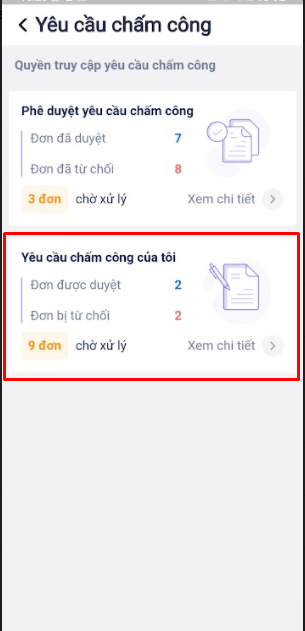 Yêu cầu chấm công
Quyền truy cập yêu cầu chấm công
Phê duyệt yêu cầu chấm công
Đơn đã duyệt 7
Đơn đã từ chối 8
3 đơn chờ xử lý Xem chi tiết
Yêu cầu chấm công của tôi
Đơn được duyệt 2
Đơn bị từ chối 2
9 đơn chờ xử lý Xem chi tiết